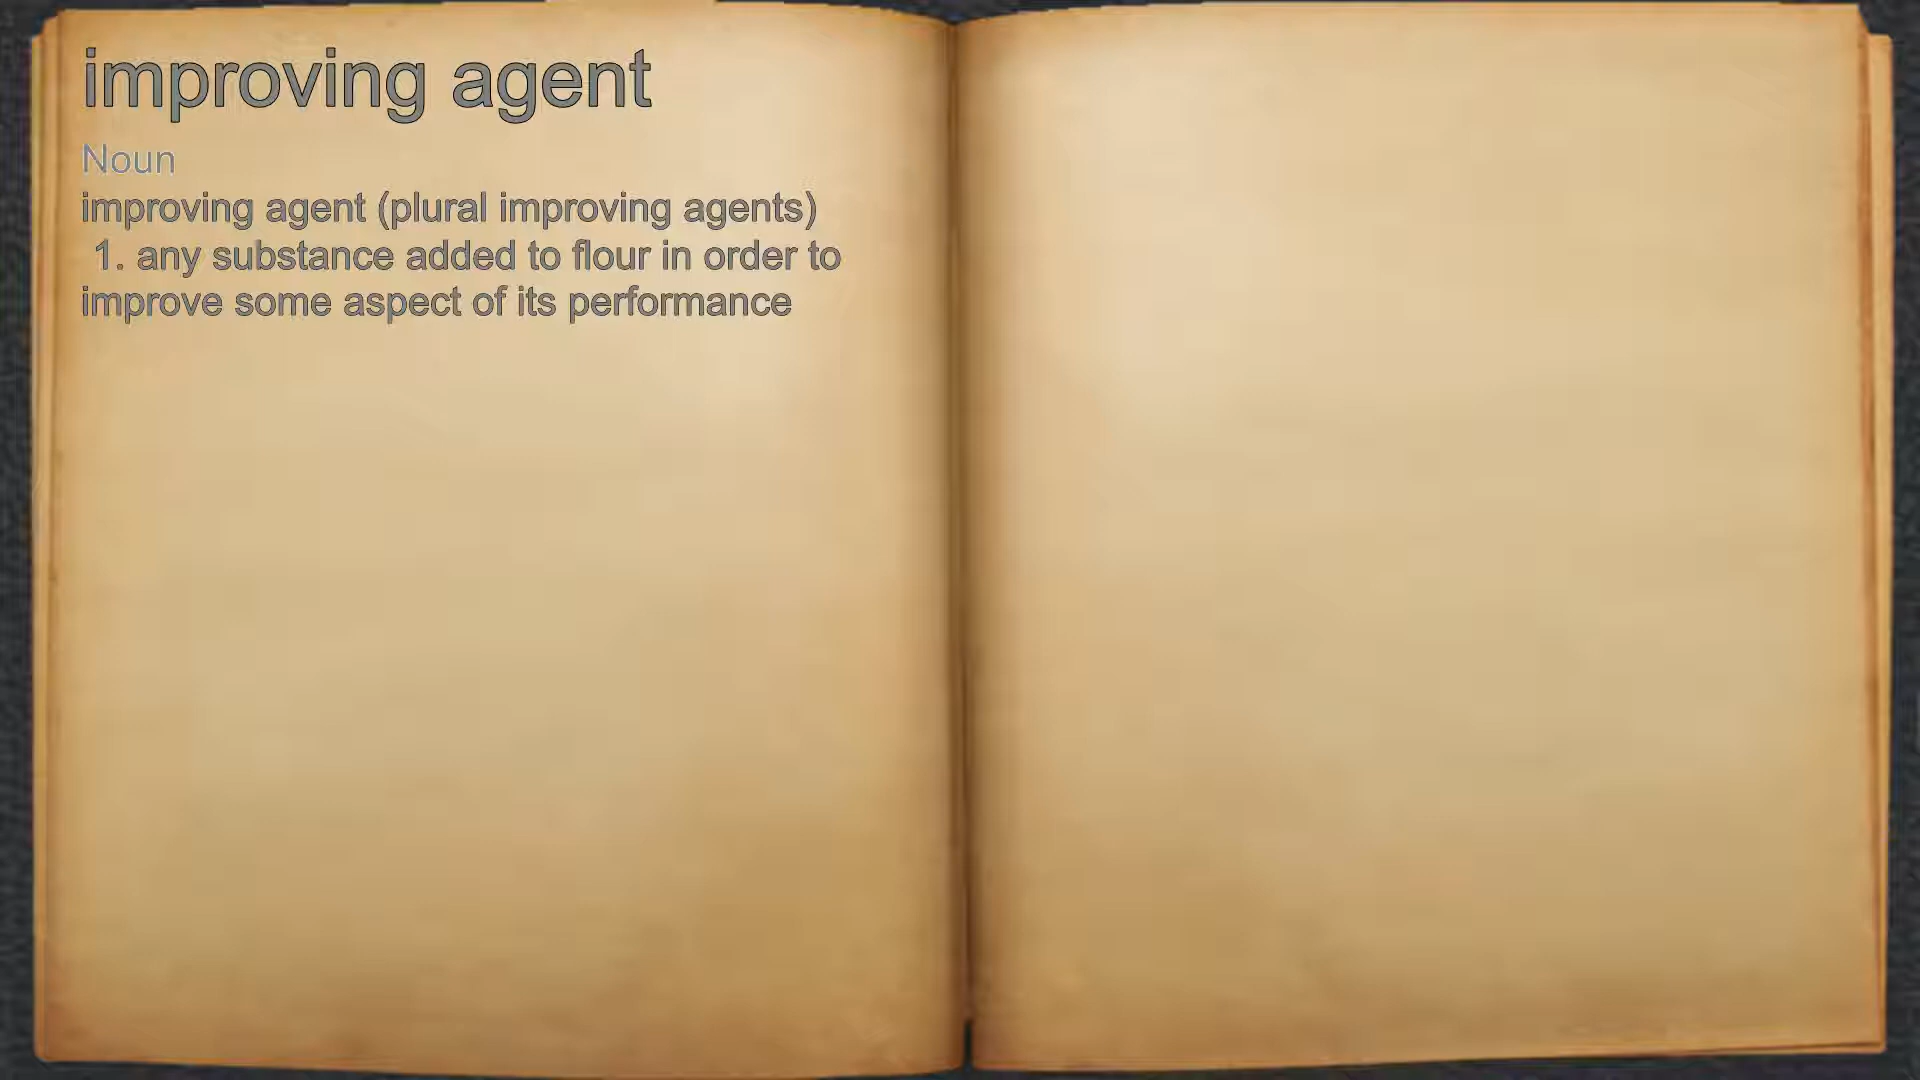 improving agent
Noun
improving agent (plural improving agents)
1. any substance added to flour in order to
improve some aspect of its performance